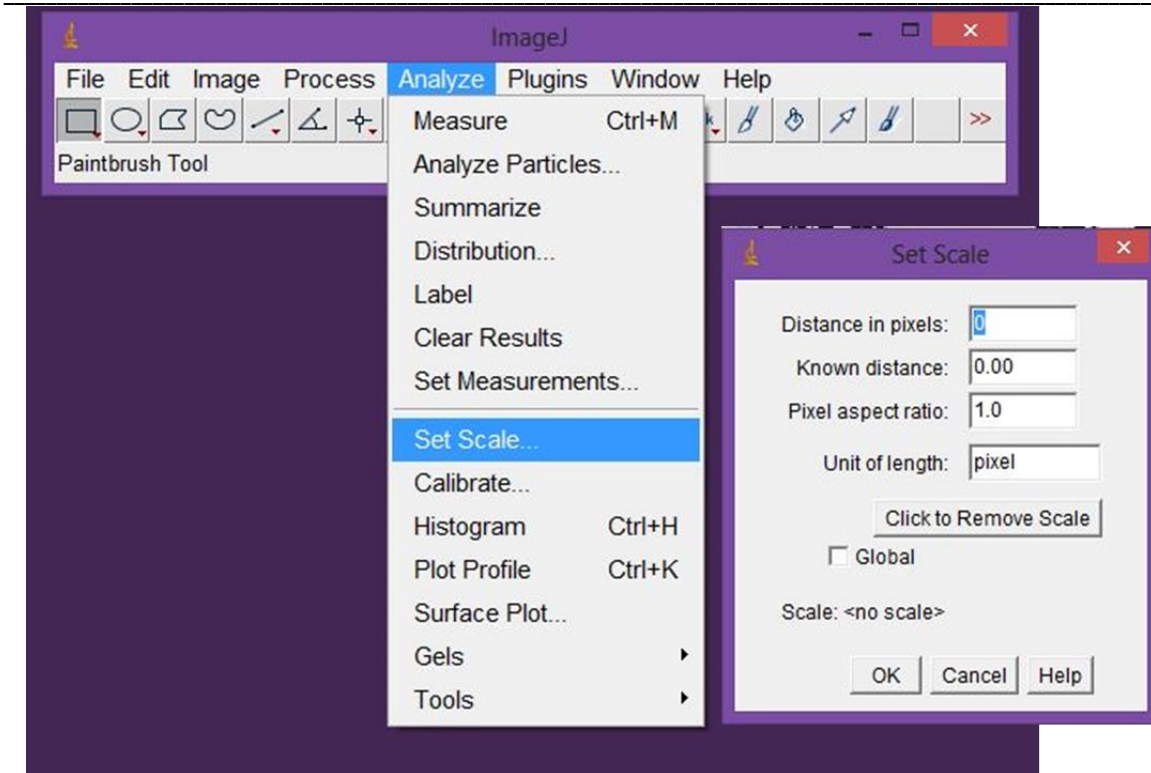 ImageJ
File Edit Image Process Analyze Plugins Window Help
Paintbrush Tool
Measure Ctrl+M
Analyze Particles...
Summarize
Distribution...
Label
Clear Results
Set Measurements...
Set Scale...
Calibrate...
Histogram Ctrl+H
Plot Profile Ctrl+K
Surface Plot...
Gels
Tools
Set Scale
Distance in pixels: 0
Known distance: 0.00
Pixel aspect ratio: 1.0
Unit of length: pixel
Click to Remove Scale
Global
Scale: <no scale>
OK Cancel Help